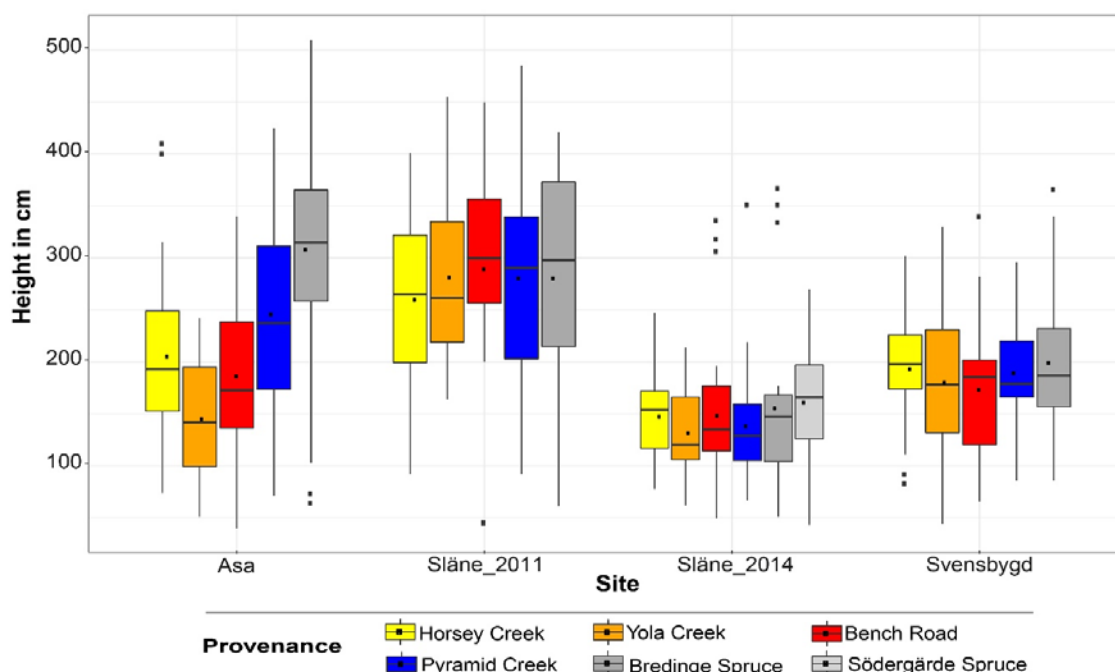 500
400
300
200
100
Height in cm
Asa Släne_2011 Släne_2014 Svensbygd
Site
Provenance
Horsey Creek Yola Creek Bench Road
Pyramid Creek Bredinge Spruce Södergärde Spruce